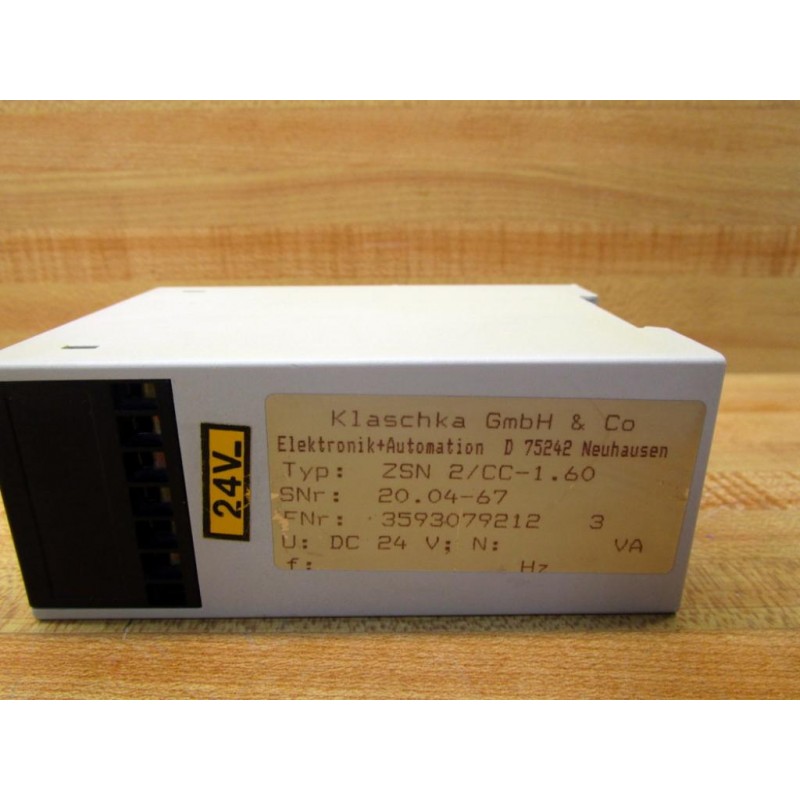 24V=
Klaschka GmbH & Co
Elektronik+Automation D 75242 Neuhausen
Typ: ZSN 2/CC-1.60
SNr: 20.04-67
FNr: 3593079212 3
U: DC 24 V; N: VA
f: Hz